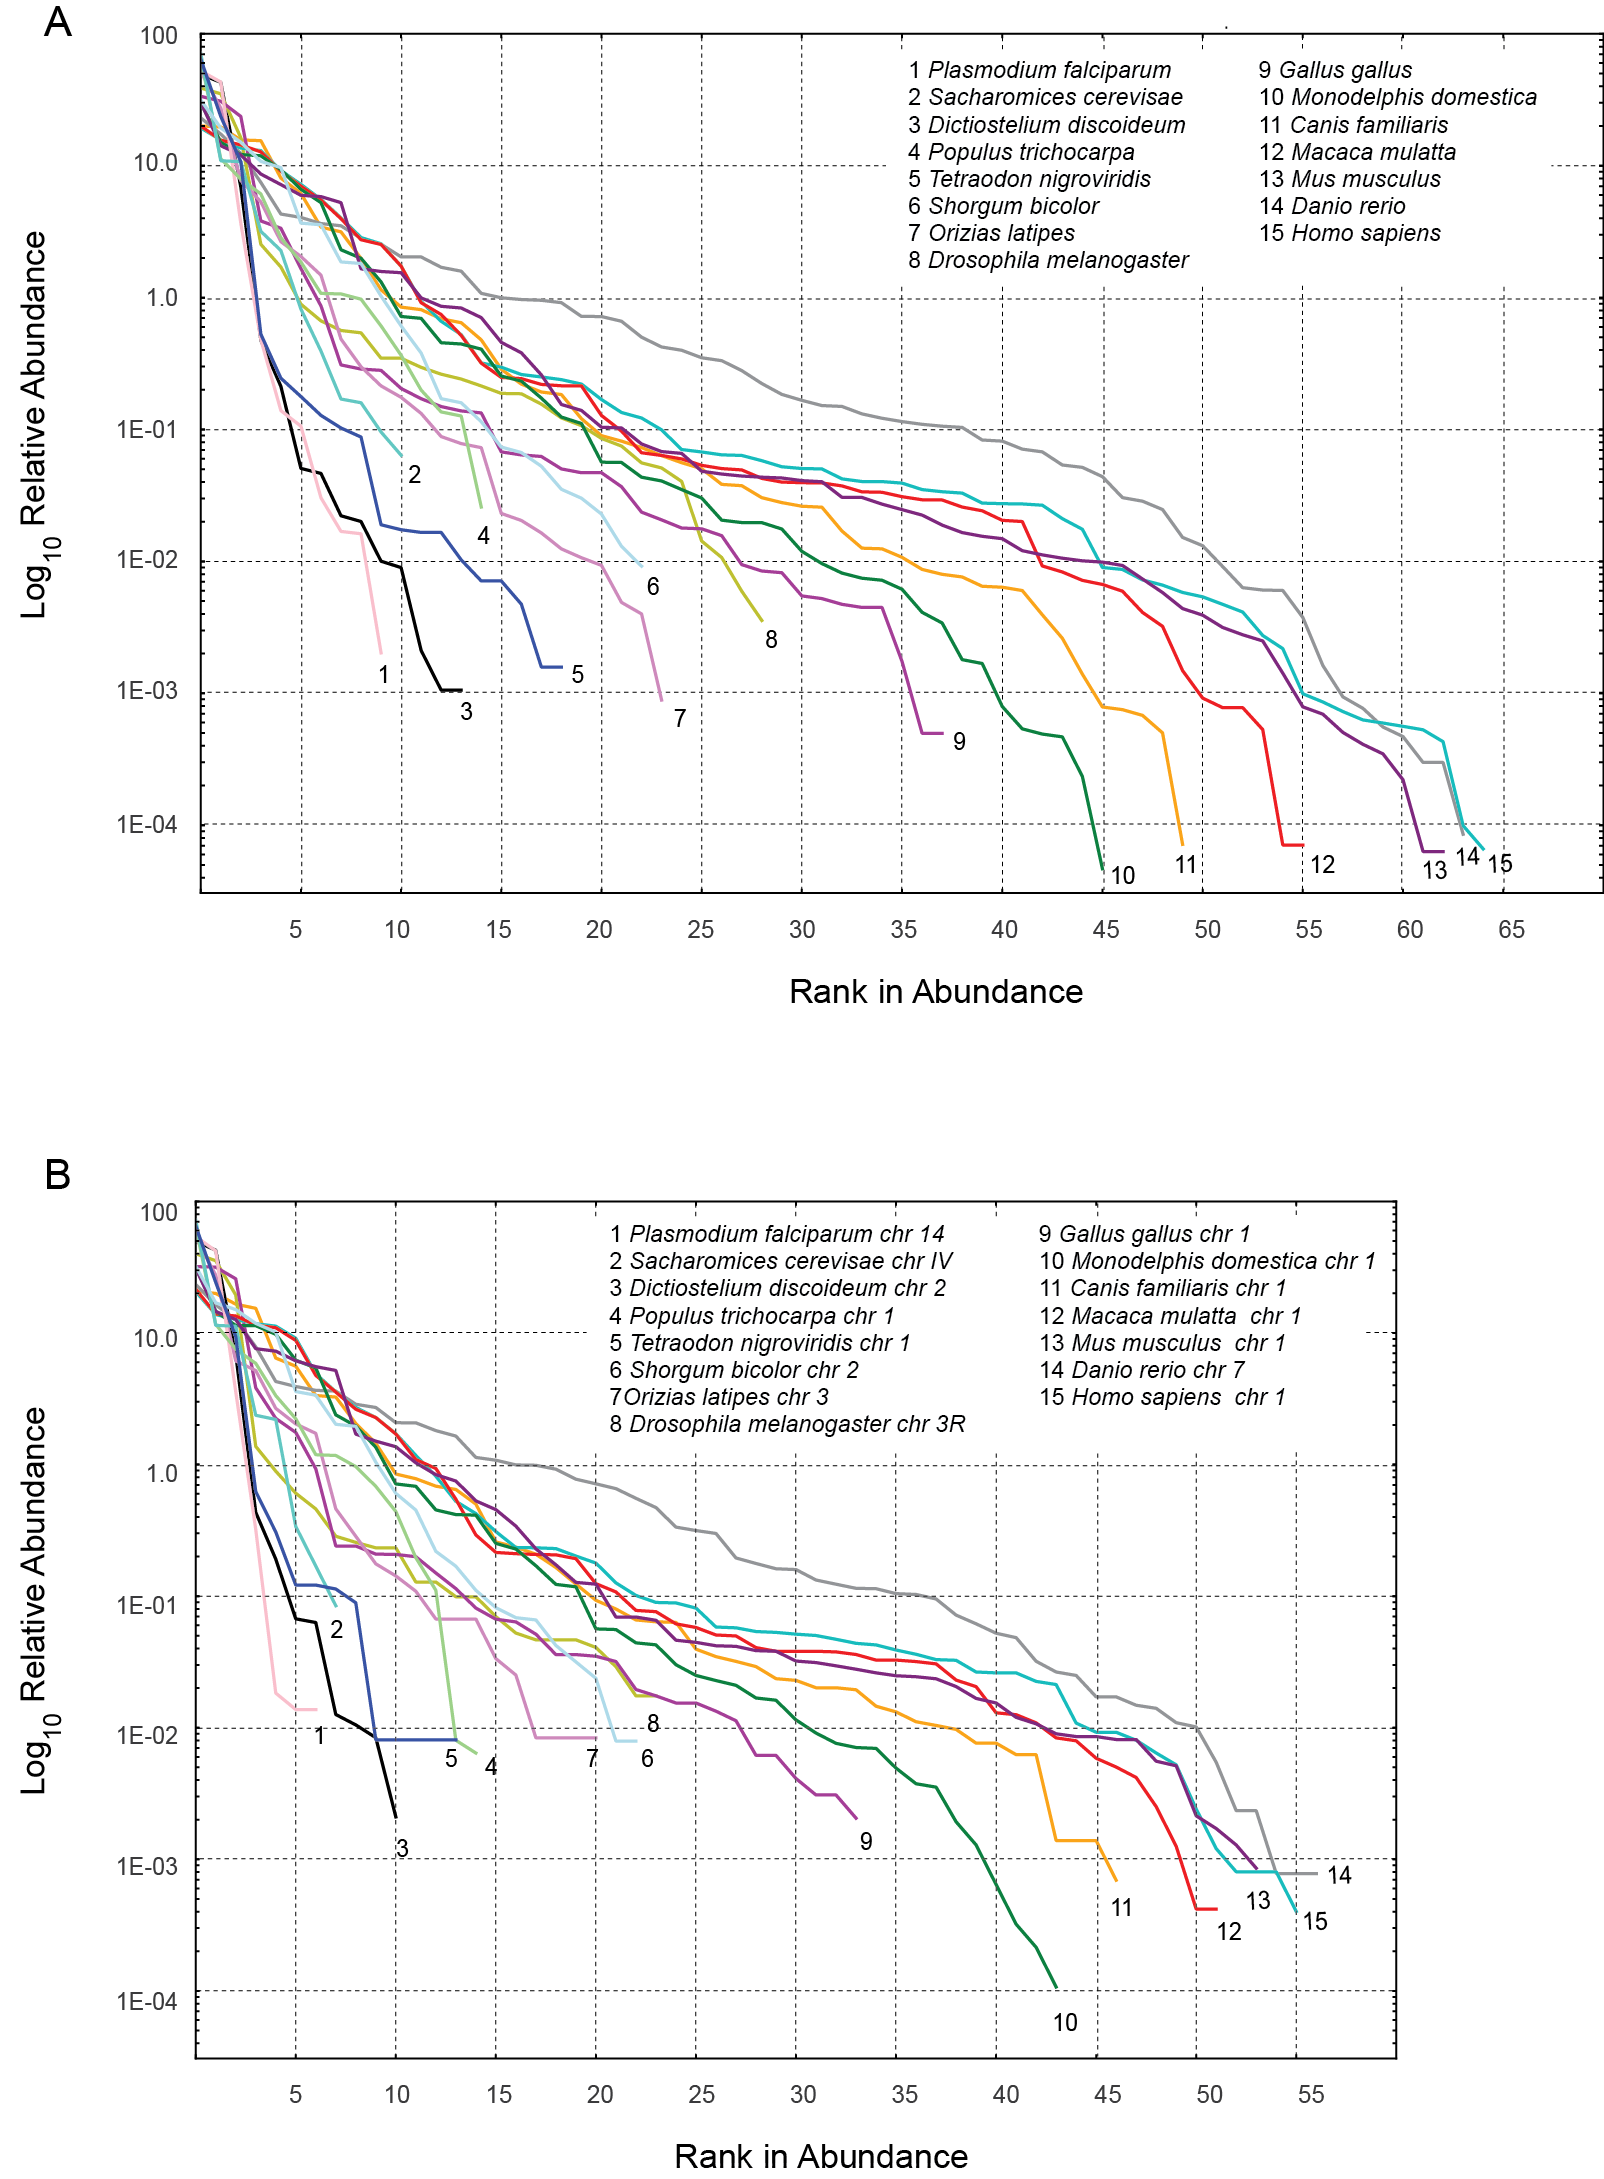 A
100
10.0
1.0
1E-01
1E-02
1E-03
1E-04
Log10 Relative Abundance
1 Plasmodium falciparum
2 Sacharomices cerevisae
3 Dictiostelium discoideum
4 Populus trichocarpa
5 Tetraodon nigroviridis
6 Shorgum bicolor
7 Orizias latipes
8 Drosophila melanogaster
9 Gallus gallus
10 Monodelphis domestica
11 Canis familiaris
12 Macaca mulatta
13 Mus musculus
14 Danio rerio
15 Homo sapiens
2
4
6
8
1
5
3
7
9
10
11
12
13
14
15
5 10 15 20 25 30 35 40 45 50 55 60 65
Rank in Abundance
B
100
10.0
1.0
1E-01
1E-02
1E-03
1E-04
Log10 Relative Abundance
1 Plasmodium falciparum chr 14
2 Sacharomices cerevisae chr IV
3 Dictiostelium discoideum chr 2
4 Populus trichocarpa chr 1
5 Tetraodon nigroviridis chr 1
6 Shorgum bicolor chr 2
7Orizias latipes chr 3
8 Drosophila melanogaster chr 3R
9 Gallus gallus chr 1
10 Monodelphis domestica chr 1
11 Canis familiaris chr 1
12 Macaca mulatta chr 1
13 Mus musculus chr 1
14 Danio rerio chr 7
15 Homo sapiens chr 1
2
1
8
5
4
7
6
3
9
14
11
13
12
15
10
5 10 15 20 25 30 35 40 45 50 55
Rank in Abundance